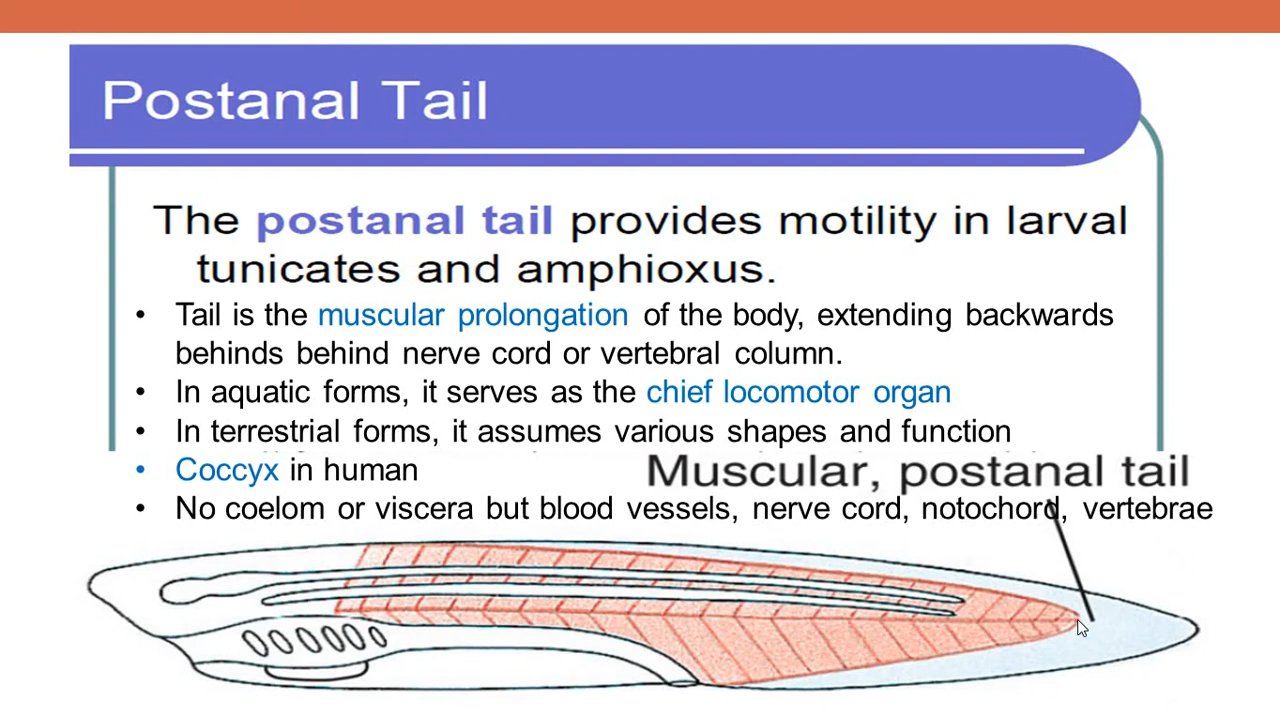 Postanal Tail
The postanal tail provides motility in larval
tunicates and amphioxus.
• Tail is the muscular prolongation of the body, extending backwards
behinds behind nerve cord or vertebral column.
• In aquatic forms, it serves as the chief locomotor organ
• In terrestrial forms, it assumes various shapes and function
• Coccyx in human
Muscular, postanal tail
• No coelom or viscera but blood vessels, nerve cord, notochord, vertebrae